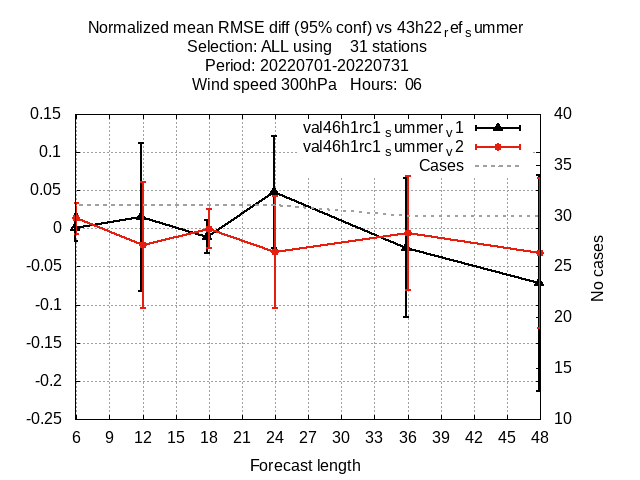 Normalized mean RMSE diff (95% conf) vs 43h22refsummer
Selection: ALL using 31 stations
Period: 20220701-20220731
Wind speed 300hPa Hours: 06
0.15
0.1
0.05
0
-0.05
-0.1
-0.15
-0.2
-0.25
val46h1rc1summerv1
val46h1rc1summerv2
Cases
40
35
30
25
20
15
10
No cases
6 9 12 15 18 21 24 27 30 33 36 39 42 45 48
Forecast length